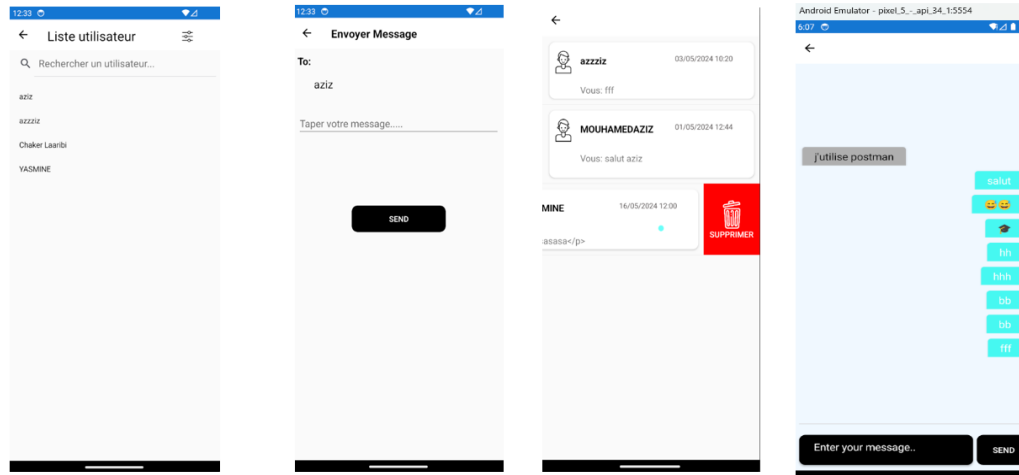 12:33
Liste utilisateur
Rechercher un utilisateur...
aziz
azzziz
Chaker Laaribi
YASMINE
12:33
Envoyer Message
To:
aziz
Taper votre message.....
SEND
azzziz 03/05/2024 10:20
Vous: fff
MOUHAMEDAZIZ 01/05/2024 12:44
Vous: salut aziz
MINE 16/05/2024 12:00
asasa</p>
SUPPRIMER
Android Emulator - pixel_5_-_api_34_1:5554
6:07
j'utilise postman
salut
😅😅
🎓
hh
hhh
bb
bb
fff
Enter your message..
SEND